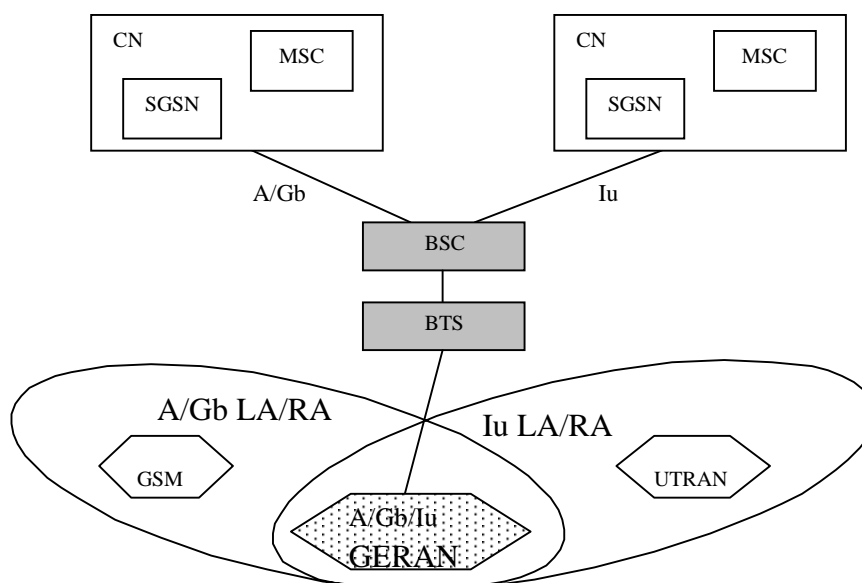 CN
MSC
SGSN
CN
MSC
SGSN
A/Gb
Iu
BSC
BTS
A/Gb LA/RA
Iu LA/RA
GSM
UTRAN
A/Gb/Iu
GERAN